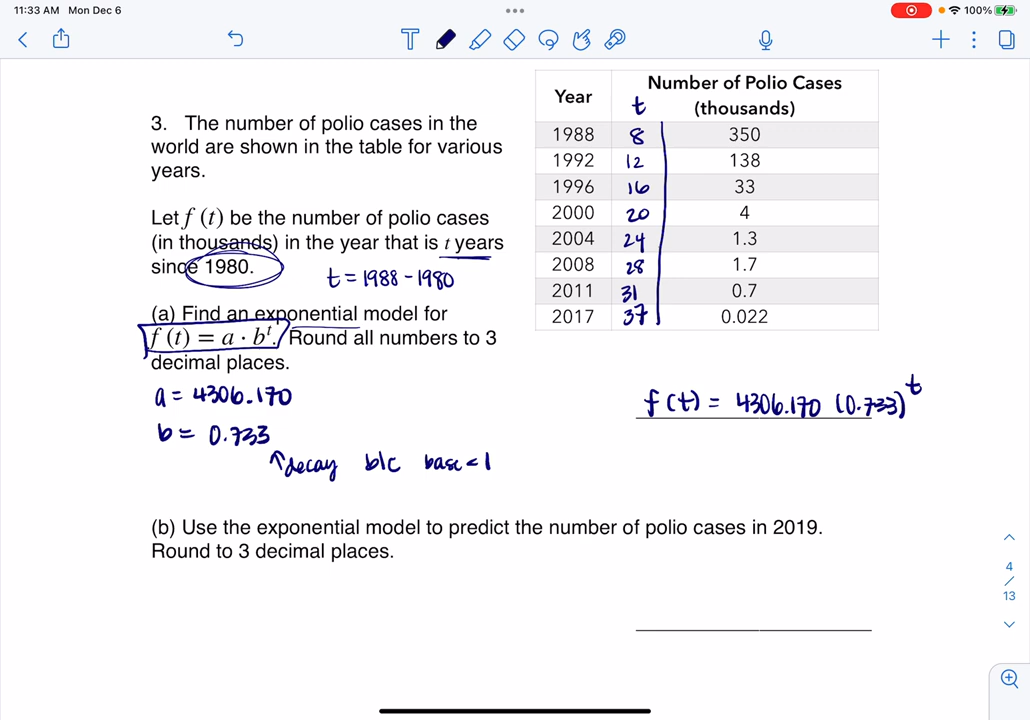 11:33 AM Mon Dec 6
100%
T
3. The number of polio cases in the
world are shown in the table for various
years.
Let f (t) be the number of polio cases
(in thousands) in the year that is t years
since 1980.
t = 1988 - 1980
(a) Find an exponential model for
f (t) = a · bᵗ. Round all numbers to 3
decimal places.
a = 4306.170
b = 0.733
↑decay b/c base < 1
Year t Number of Polio Cases (thousands)
1988 8 350
1992 12 138
1996 16 33
2000 20 4
2004 24 1.3
2008 28 1.7
2011 31 0.7
2017 37 0.022
f(t) = 4306.170 (0.733)ᵗ
(b) Use the exponential model to predict the number of polio cases in 2019.
Round to 3 decimal places.
4
/
13